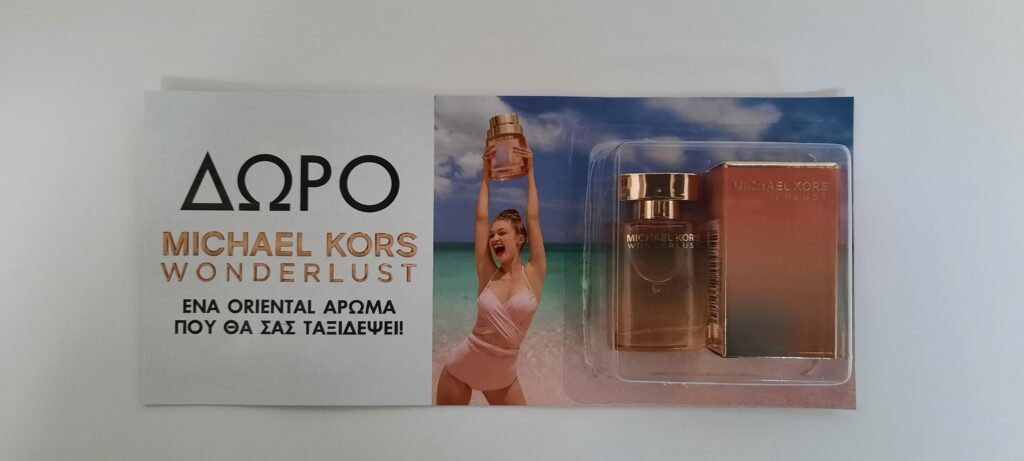 ΔΩΡΟ
MICHAEL KORS
WONDERLUST
ΕΝΑ ORIENTAL ΑΡΩΜΑ
ΠΟΥ ΘΑ ΣΑΣ ΤΑΞΙΔΕΨΕΙ!
MICHAEL KORS
WONDERLUST
MICHAEL KORS
WONDERLUST